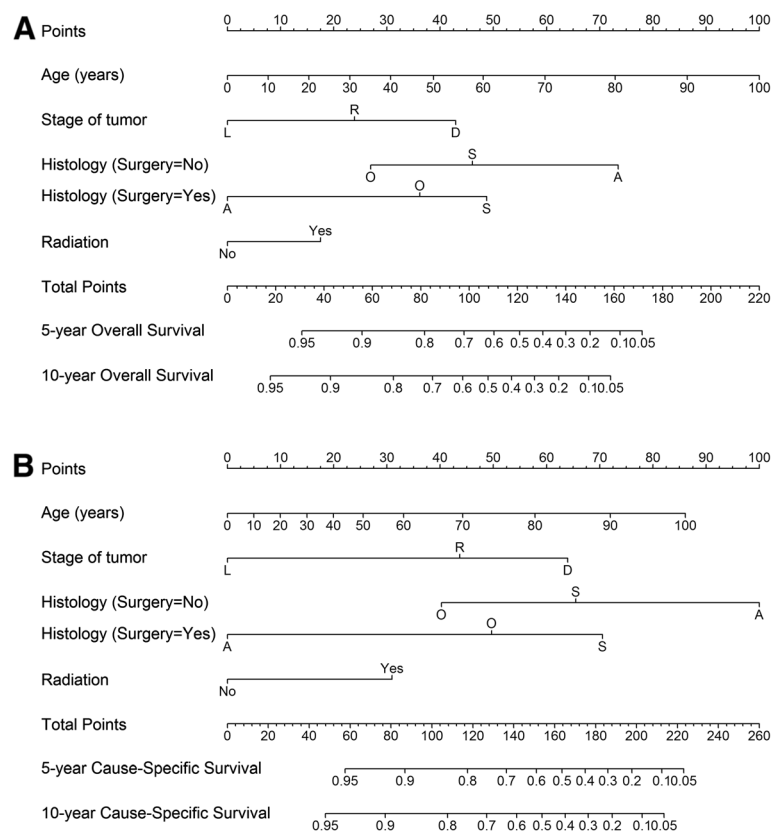 A
Points
0 10 20 30 40 50 60 70 80 90 100
Age (years)
0 10 20 30 40 50 60 70 80 90 100
R
Stage of tumor
L D
S
Histology (Surgery=No)
O A
O
Histology (Surgery=Yes)
A S
Yes
Radiation
No
Total Points
0 20 40 60 80 100 120 140 160 180 200 220
5-year Overall Survival
0.95 0.9 0.8 0.7 0.6 0.5 0.4 0.3 0.2 0.10.05
10-year Overall Survival
0.95 0.9 0.8 0.7 0.6 0.5 0.4 0.3 0.2 0.10.05
B
Points
0 10 20 30 40 50 60 70 80 90 100
Age (years)
0 10 20 30 40 50 60 70 80 90 100
R
Stage of tumor
L D
S
Histology (Surgery=No)
O A
O
Histology (Surgery=Yes)
A S
Yes
Radiation
No
Total Points
0 20 40 60 80 100 120 140 160 180 200 220 240 260
5-year Cause-Specific Survival
0.95 0.9 0.8 0.7 0.6 0.5 0.4 0.3 0.2 0.10.05
10-year Cause-Specific Survival
0.95 0.9 0.8 0.7 0.6 0.5 0.4 0.3 0.2 0.10.05